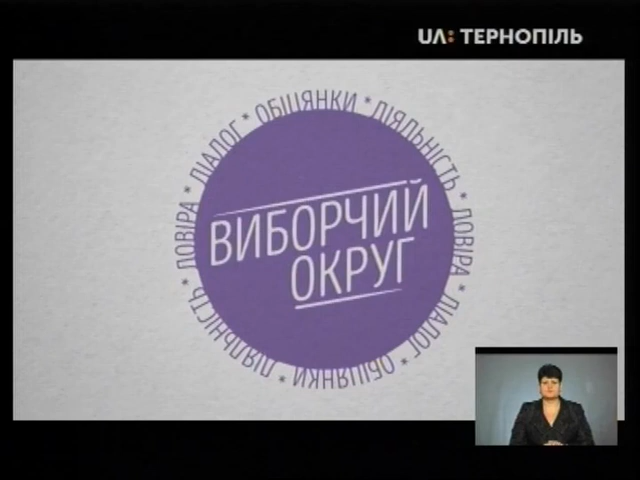 UA: ТЕРНОПІЛЬ
ДОВІРА * ДІАЛОГ * ОБІЦЯНКИ * ДІЯЛЬНІСТЬ * ДОВІРА * ДІАЛОГ * ОБІЦЯНКИ * ДІЯЛЬНІСТЬ *
ВИБОРЧИЙ
ОКРУГ